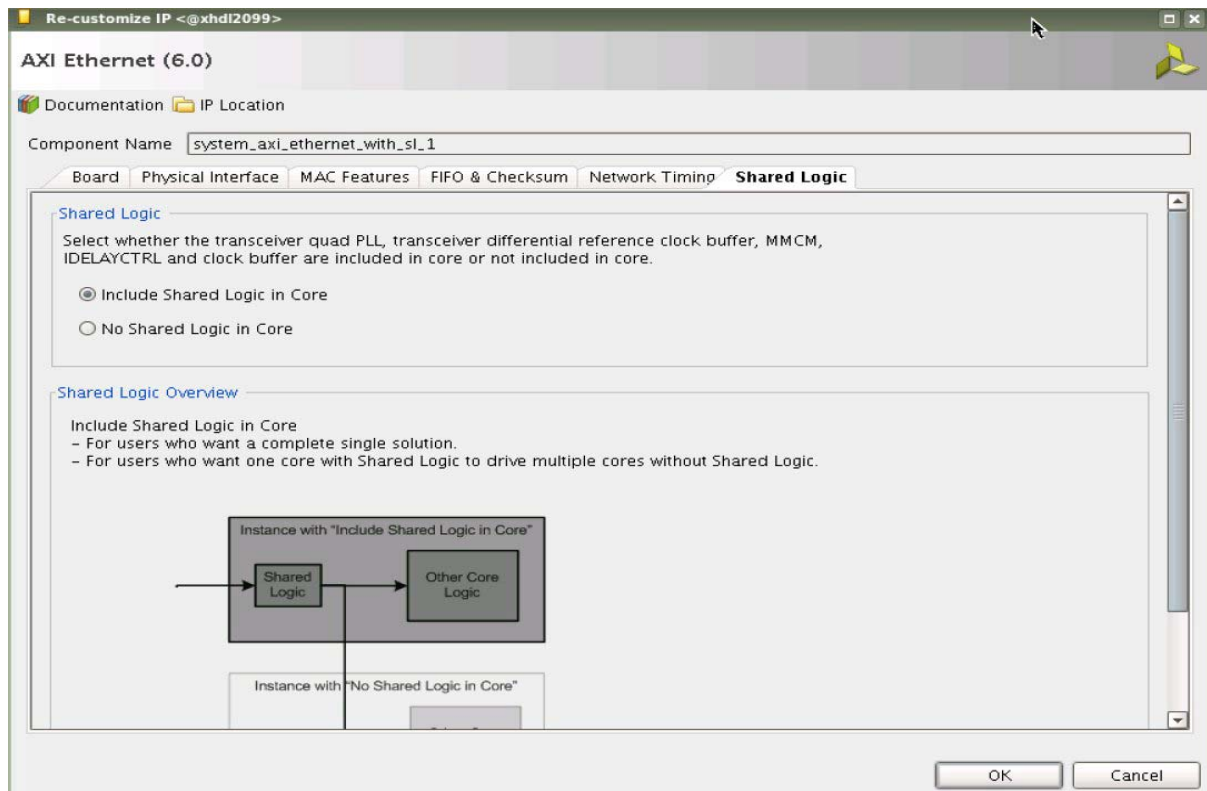 Re-customize IP <@xhdl2099>
AXI Ethernet (6.0)
Documentation IP Location
Component Name system_axi_ethernet_with_sl_1
Board Physical Interface MAC Features FIFO & Checksum Network Timing Shared Logic
Shared Logic
Select whether the transceiver quad PLL, transceiver differential reference clock buffer, MMCM,
IDELAYCTRL and clock buffer are included in core or not included in core.
Include Shared Logic in Core
No Shared Logic in Core
Shared Logic Overview
Include Shared Logic in Core
– For users who want a complete single solution.
– For users who want one core with Shared Logic to drive multiple cores without Shared Logic.
Instance with "Include Shared Logic in Core"
Shared
Logic
Other Core
Logic
Instance with "No Shared Logic in Core"
OK Cancel